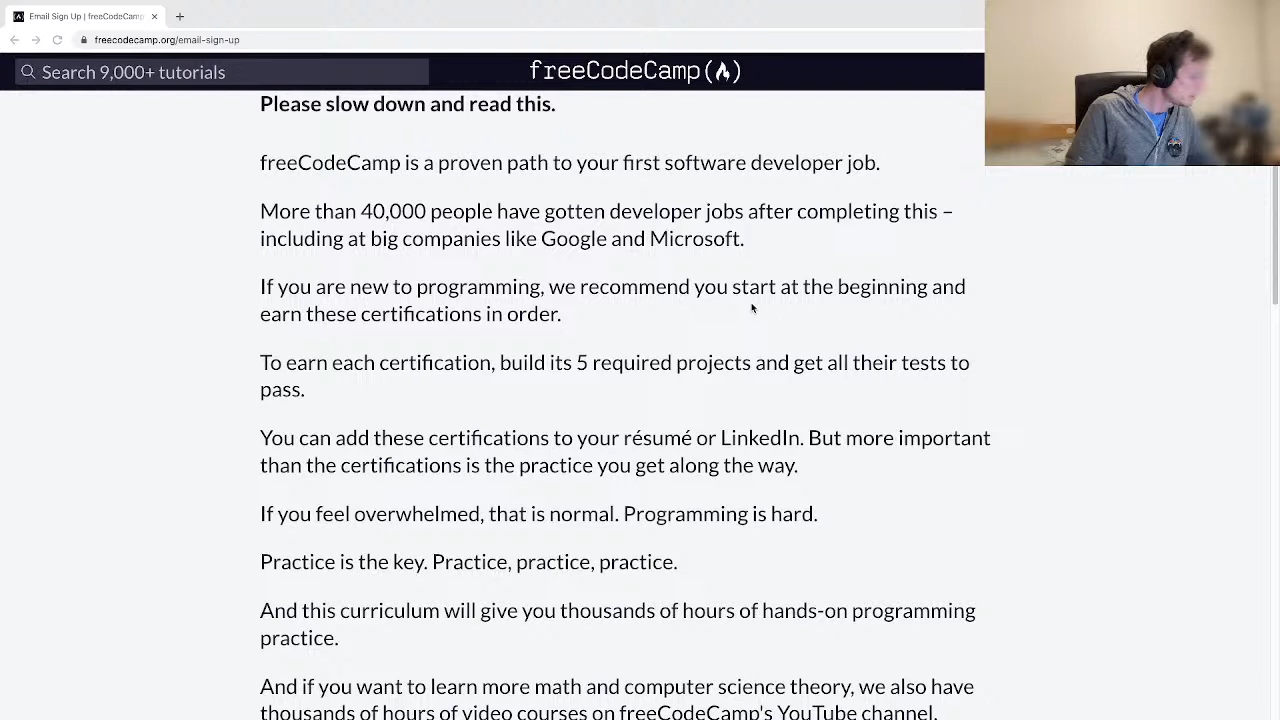 Email Sign Up | freeCodeCamp
freecodecamp.org/email-sign-up
Search 9,000+ tutorials
freeCodeCamp
Please slow down and read this.
freeCodeCamp is a proven path to your first software developer job.
More than 40,000 people have gotten developer jobs after completing this –
including at big companies like Google and Microsoft.
If you are new to programming, we recommend you start at the beginning and
earn these certifications in order.
To earn each certification, build its 5 required projects and get all their tests to
pass.
You can add these certifications to your résumé or LinkedIn. But more important
than the certifications is the practice you get along the way.
If you feel overwhelmed, that is normal. Programming is hard.
Practice is the key. Practice, practice, practice.
And this curriculum will give you thousands of hours of hands-on programming
practice.
And if you want to learn more math and computer science theory, we also have
thousands of hours of video courses on freeCodeCamp's YouTube channel.